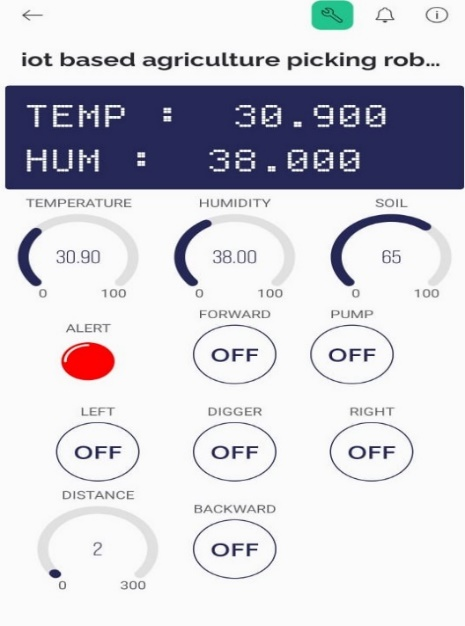 iot based agriculture picking rob...
TEMP : 30.900
HUM : 38.000
TEMPERATURE HUMIDITY SOIL
30.90 38.00 65
0 100 0 100 0 100
FORWARD PUMP
ALERT
OFF OFF
LEFT DIGGER RIGHT
OFF OFF OFF
DISTANCE
BACKWARD
2 OFF
0 300